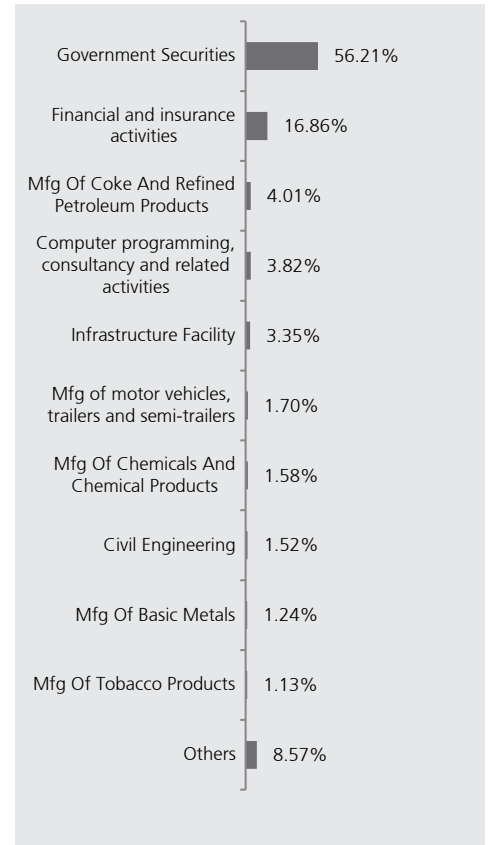 Government Securities 56.21%
Financial and insurance
activities 16.86%
Mfg Of Coke And Refined
Petroleum Products 4.01%
Computer programming,
consultancy and related 3.82%
activities
Infrastructure Facility 3.35%
Mfg of motor vehicles,
trailers and semi-trailers 1.70%
Mfg Of Chemicals And
Chemical Products 1.58%
Civil Engineering 1.52%
Mfg Of Basic Metals 1.24%
Mfg Of Tobacco Products 1.13%
Others 8.57%